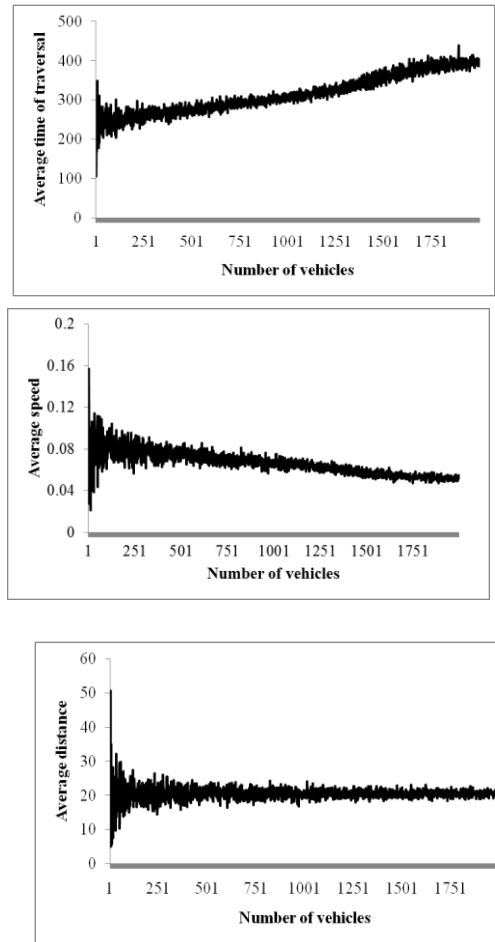 500
400
300
200
100
0
Average time of traversal
1 251 501 751 1001 1251 1501 1751
Number of vehicles
0.2
0.16
0.12
0.08
0.04
0
Average speed
1 251 501 751 1001 1251 1501 1751
Number of vehicles
60
50
40
30
20
10
0
Average distance
1 251 501 751 1001 1251 1501 1751
Number of vehicles